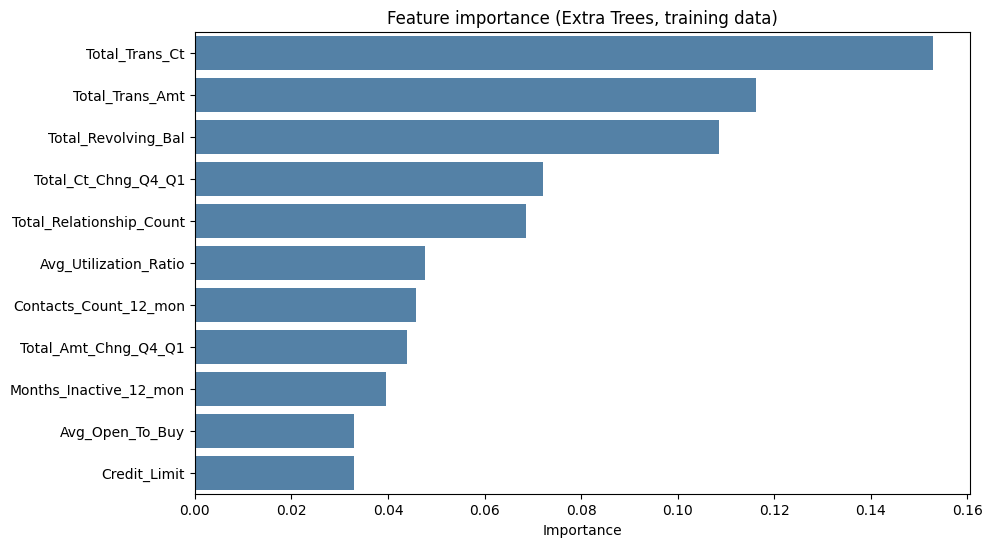 Feature importance (Extra Trees, training data)
Total_Trans_Ct
Total_Trans_Amt
Total_Revolving_Bal
Total_Ct_Chng_Q4_Q1
Total_Relationship_Count
Avg_Utilization_Ratio
Contacts_Count_12_mon
Total_Amt_Chng_Q4_Q1
Months_Inactive_12_mon
Avg_Open_To_Buy
Credit_Limit
0.00 0.02 0.04 0.06 0.08 0.10 0.12 0.14 0.16
Importance